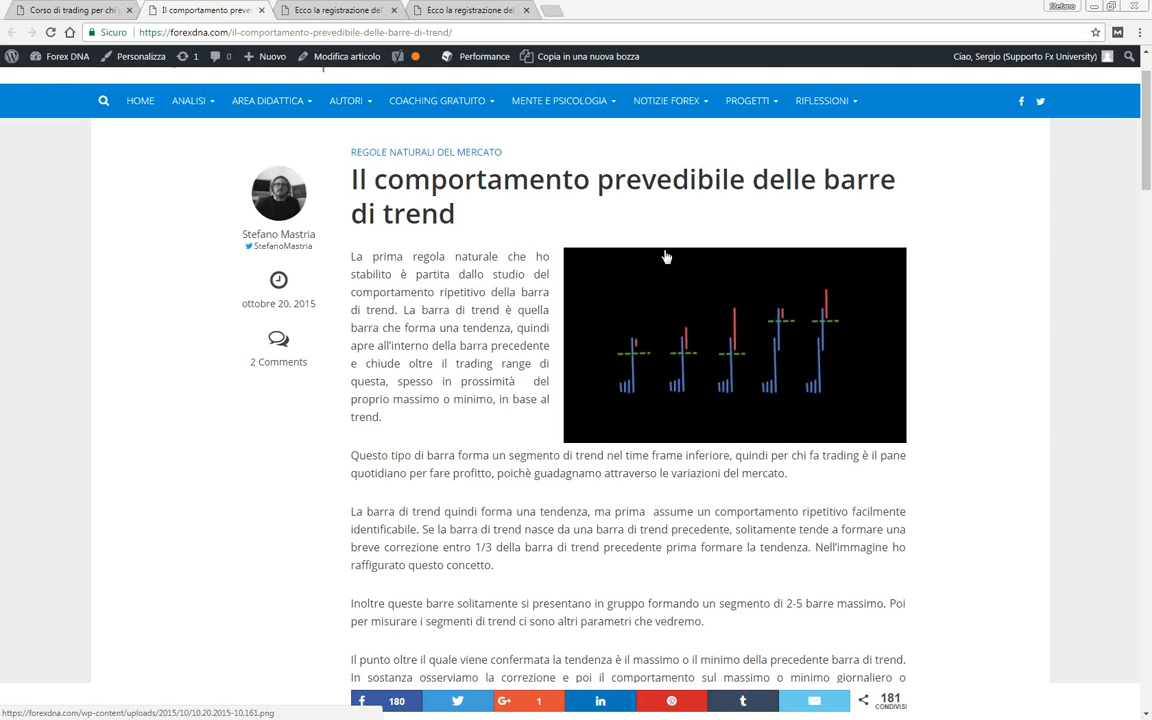 Corso di trading per chi
Il comportamento preve
Ecco la registrazione del
Ecco la registrazione del
Stefano
Sicuro
https://forexdna.com/il-comportamento-prevedibile-delle-barre-di-trend/
Forex DNA
Personalizza
1
0
Nuovo
Modifica articolo
Performance
Copia in una nuova bozza
Ciao, Sergio (Supporto Fx University)
HOME
ANALISI
AREA DIDATTICA
AUTORI
COACHING GRATUITO
MENTE E PSICOLOGIA
NOTIZIE FOREX
PROGETTI
RIFLESSIONI
REGOLE NATURALI DEL MERCATO
Il comportamento prevedibile delle barre
di trend
Stefano Mastria
StefanoMastria
ottobre 20, 2015
2 Comments
La prima regola naturale che ho
stabilito è partita dallo studio del
comportamento ripetitivo della barra
di trend. La barra di trend è quella
barra che forma una tendenza, quindi
apre all’interno della barra precedente
e chiude oltre il trading range di
questa, spesso in prossimità del
proprio massimo o minimo, in base al
trend.
Questo tipo di barra forma un segmento di trend nel time frame inferiore, quindi per chi fa trading è il pane
quotidiano per fare profitto, poichè guadagnamo attraverso le variazioni del mercato.
La barra di trend quindi forma una tendenza, ma prima assume un comportamento ripetitivo facilmente
identificabile. Se la barra di trend nasce da una barra di trend precedente, solitamente tende a formare una
breve correzione entro 1/3 della barra di trend precedente prima formare la tendenza. Nell’immagine ho
raffigurato questo concetto.
Inoltre queste barre solitamente si presentano in gruppo formando un segmento di 2-5 barre massimo. Poi
per misurare i segmenti di trend ci sono altri parametri che vedremo.
Il punto oltre il quale viene confermata la tendenza è il massimo o il minimo della precedente barra di trend.
In sostanza osserviamo la correzione e poi il comportamento sul massimo o minimo giornaliero o
180
1
181
CONDIVISI
https://forexdna.com/wp-content/uploads/2015/10/10.20.2015-10.161.png